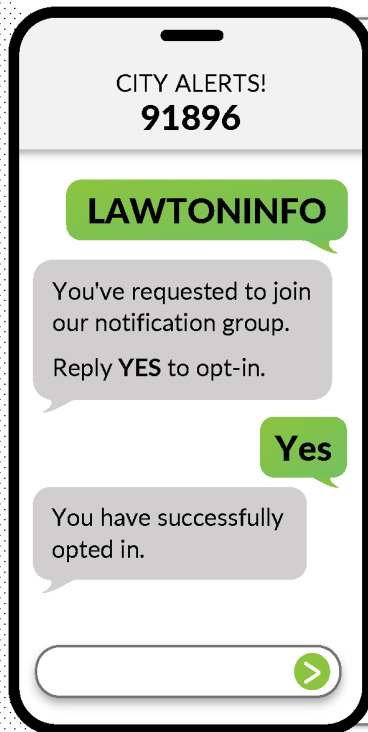 CITY ALERTS!
91896
LAWTONINFO
You've requested to join
our notification group.
Reply YES to opt-in.
Yes
You have successfully
opted in.